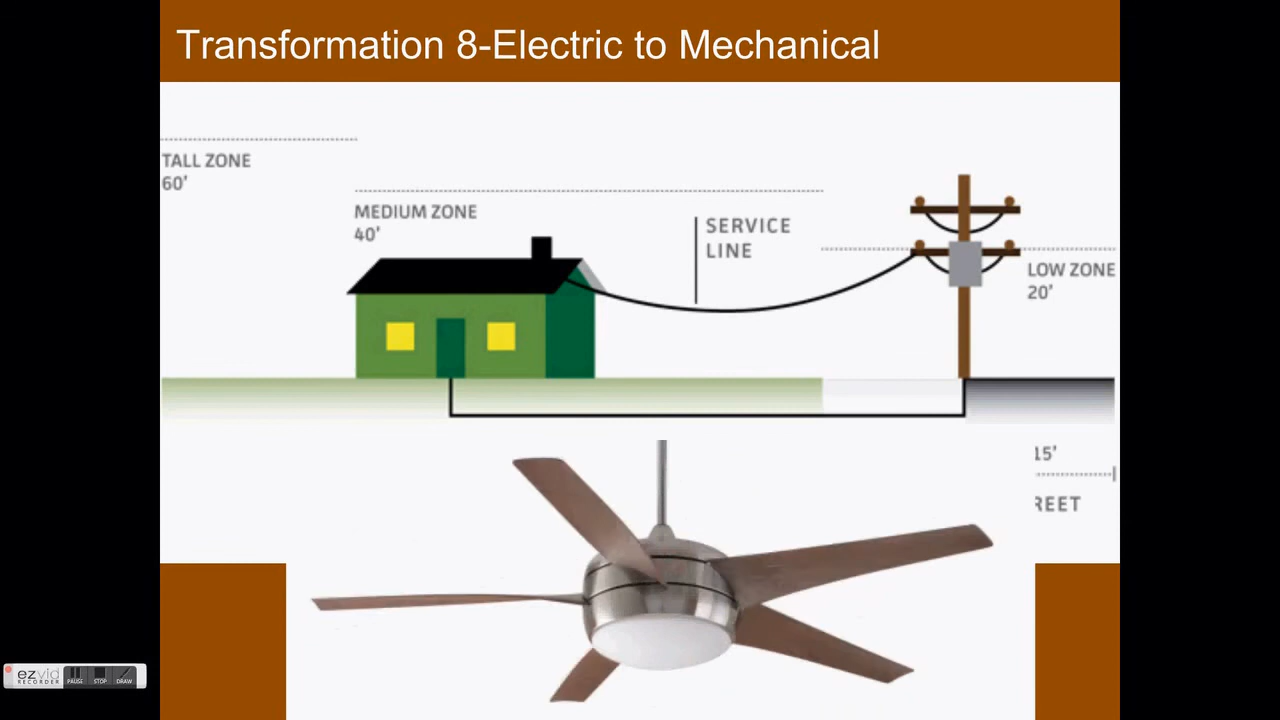 Transformation 8-Electric to Mechanical
TALL ZONE
60'
MEDIUM ZONE
40'
SERVICE
LINE
LOW ZONE
20'
15'
REET
ezvid
RECORDER
PAUSE
STOP
DRAW